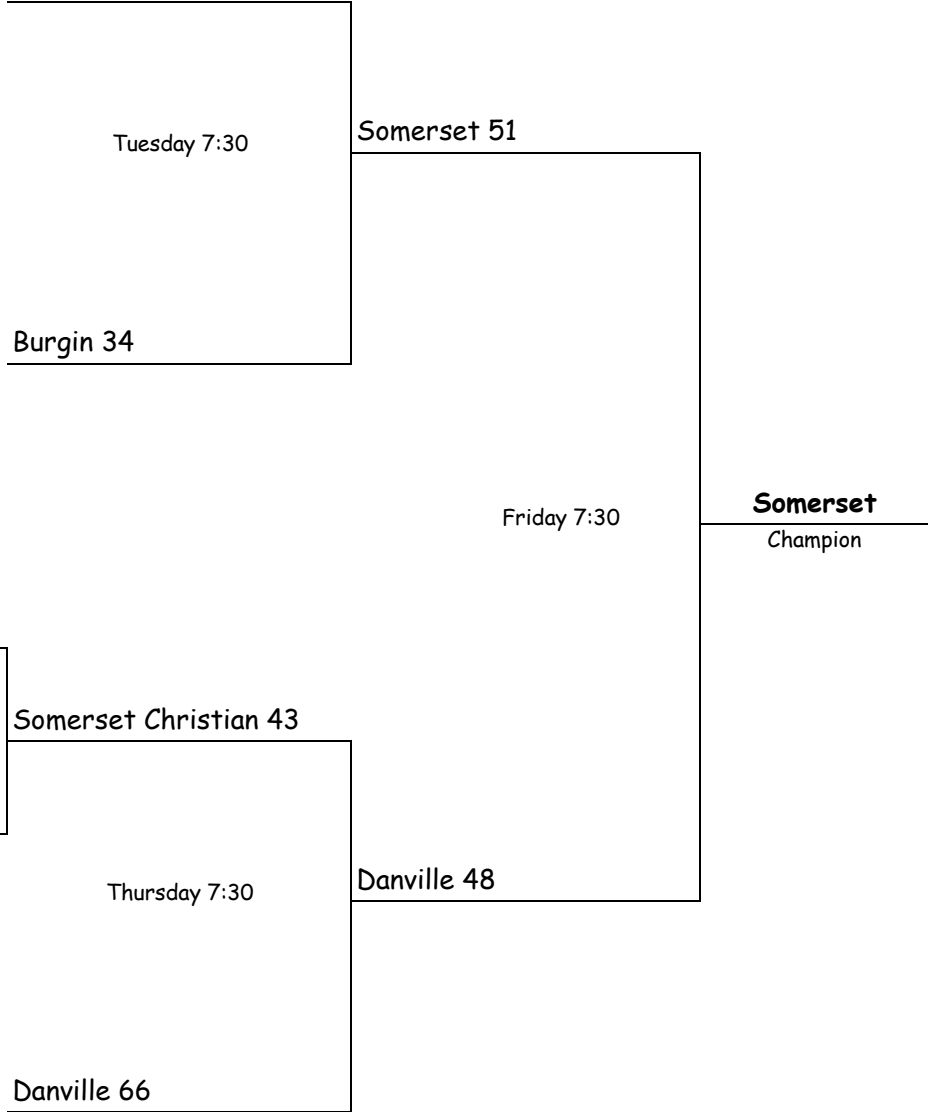 Somerset 51
Tuesday 7:30
Burgin 34
Somerset
Friday 7:30
Champion
Somerset Christian 43
Danville 48
Thursday 7:30
Danville 66